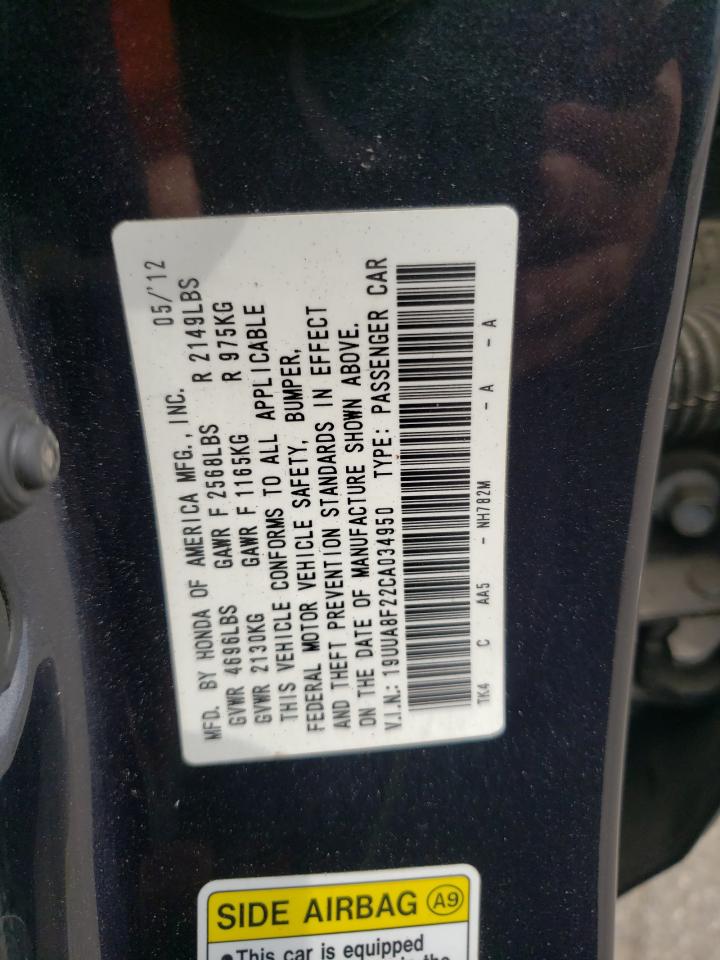 MFD. BY HONDA OF AMERICA MFG., INC. 05/'12
GVWR 4696LBS GAWR F 2568LBS R 2149LBS
GVWR 2130KG GAWR F 1165KG R 975KG
THIS VEHICLE CONFORMS TO ALL APPLICABLE
FEDERAL MOTOR VEHICLE SAFETY, BUMPER,
AND THEFT PREVENTION STANDARDS IN EFFECT
ON THE DATE OF MANUFACTURE SHOWN ABOVE.
V.I.N.: 19UUA8F22CA034950 TYPE: PASSENGER CAR
TK4 C AA5 - NH782M - A - A
SIDE AIRBAG A9
•This car is equipped